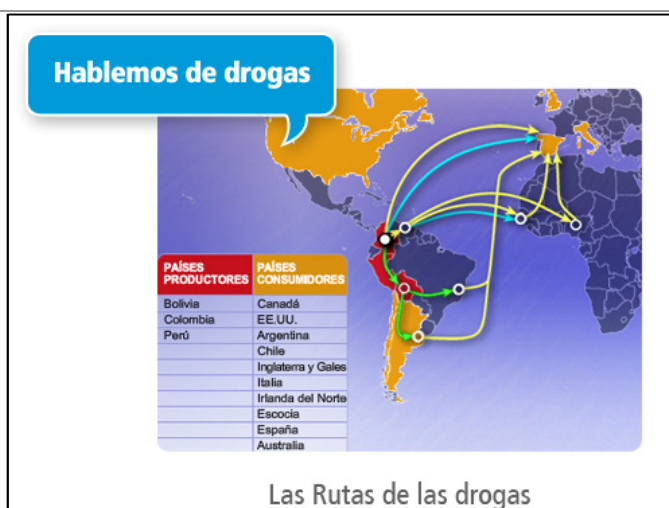 Hablemos de drogas
PAÍSES PRODUCTORES
PAÍSES CONSUMIDORES
Bolivia Canadá
Colombia EE.UU.
Perú Argentina
Chile
Inglaterra y Gales
Italia
Irlanda del Norte
Escocia
España
Australia
Las Rutas de las drogas